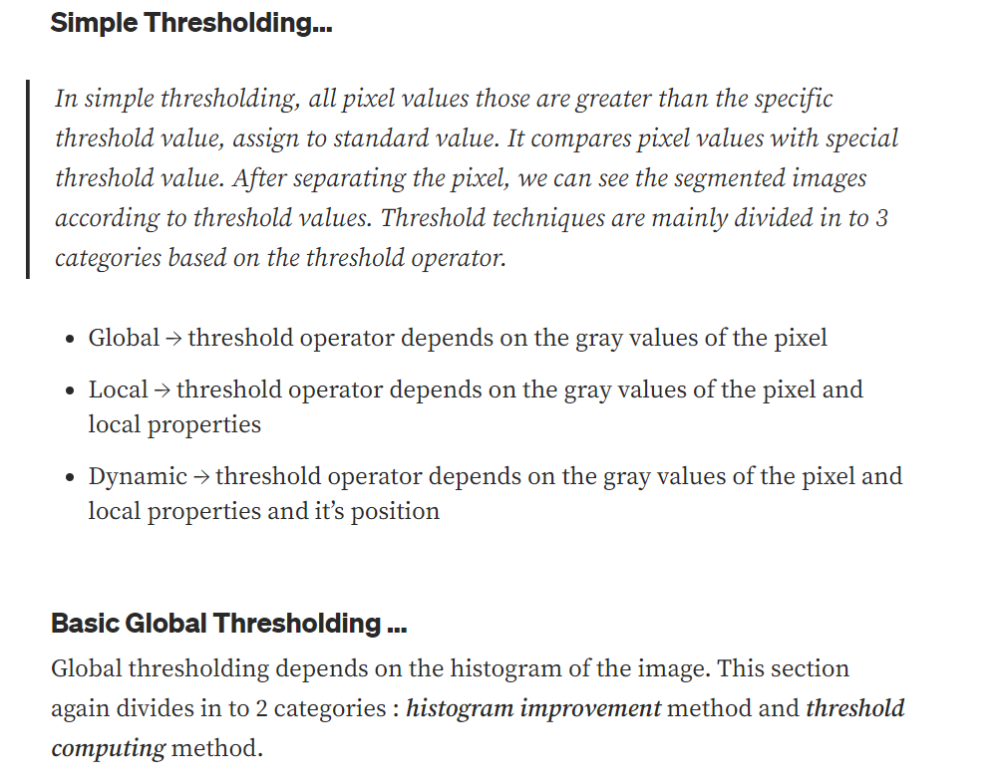 Simple Thresholding...
In simple thresholding, all pixel values those are greater than the specific
threshold value, assign to standard value. It compares pixel values with special
threshold value. After separating the pixel, we can see the segmented images
according to threshold values. Threshold techniques are mainly divided in to 3
categories based on the threshold operator.
• Global → threshold operator depends on the gray values of the pixel
• Local → threshold operator depends on the gray values of the pixel and
local properties
• Dynamic → threshold operator depends on the gray values of the pixel and
local properties and it’s position
Basic Global Thresholding ...
Global thresholding depends on the histogram of the image. This section
again divides in to 2 categories : histogram improvement method and threshold
computing method.